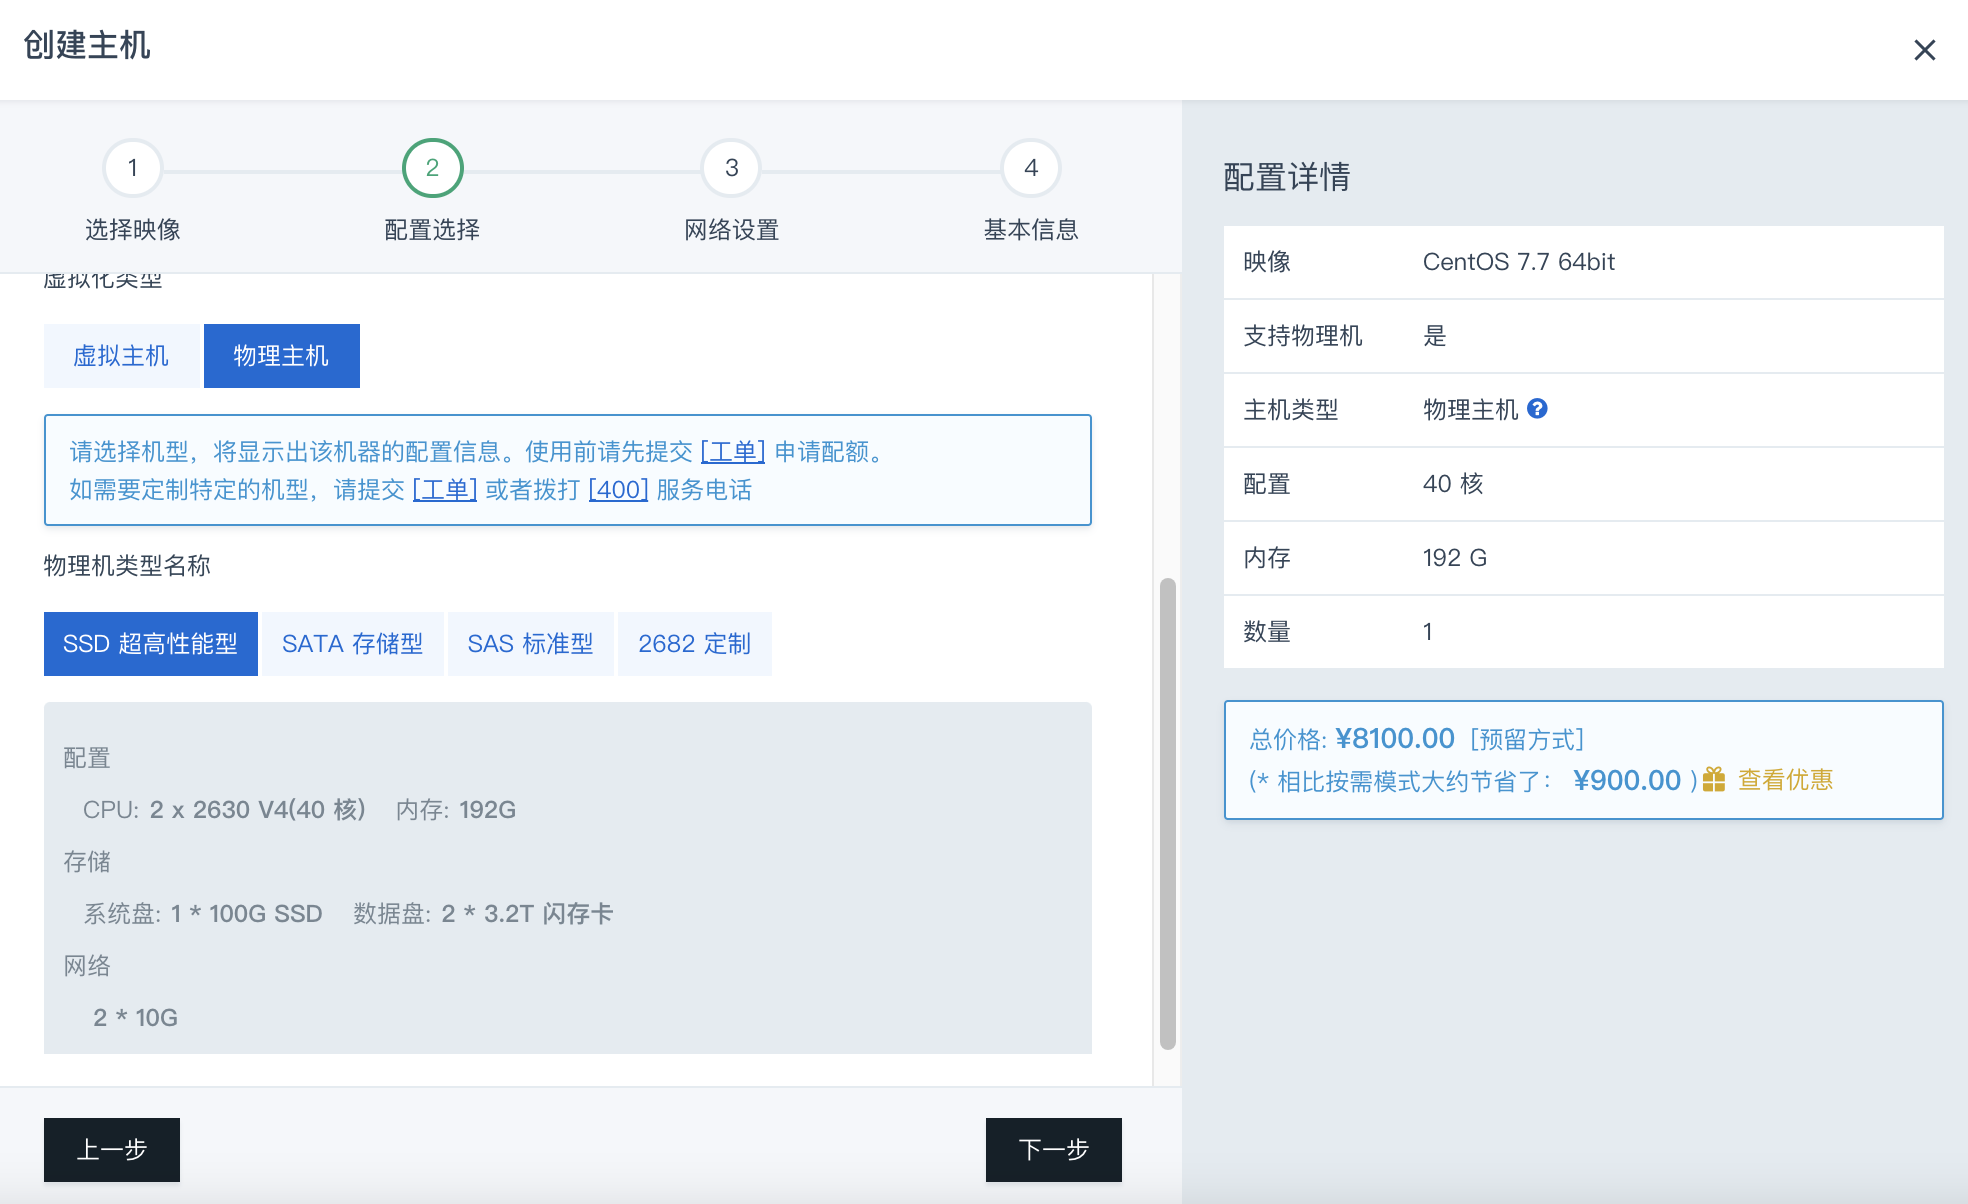 创建主机
1
2
3
4
选择映像
配置选择
网络设置
基本信息
虚拟化类型
虚拟主机
物理主机
请选择机型，将显示出该机器的配置信息。使用前请先提交 [工单] 申请配额。
如需要定制特定的机型，请提交 [工单] 或者拨打 [400] 服务电话
物理机类型名称
SSD 超高性能型
SATA 存储型
SAS 标准型
2682 定制
配置
CPU: 2 x 2630 V4(40 核) 内存: 192G
存储
系统盘: 1 * 100G SSD 数据盘: 2 * 3.2T 闪存卡
网络
2 * 10G
上一步
下一步
配置详情
映像 CentOS 7.7 64bit
支持物理机 是
主机类型 物理主机 ?
配置 40 核
内存 192 G
数量 1
总价格: ¥8100.00 [预留方式]
(* 相比按需模式大约节省了： ¥900.00 ) 查看优惠